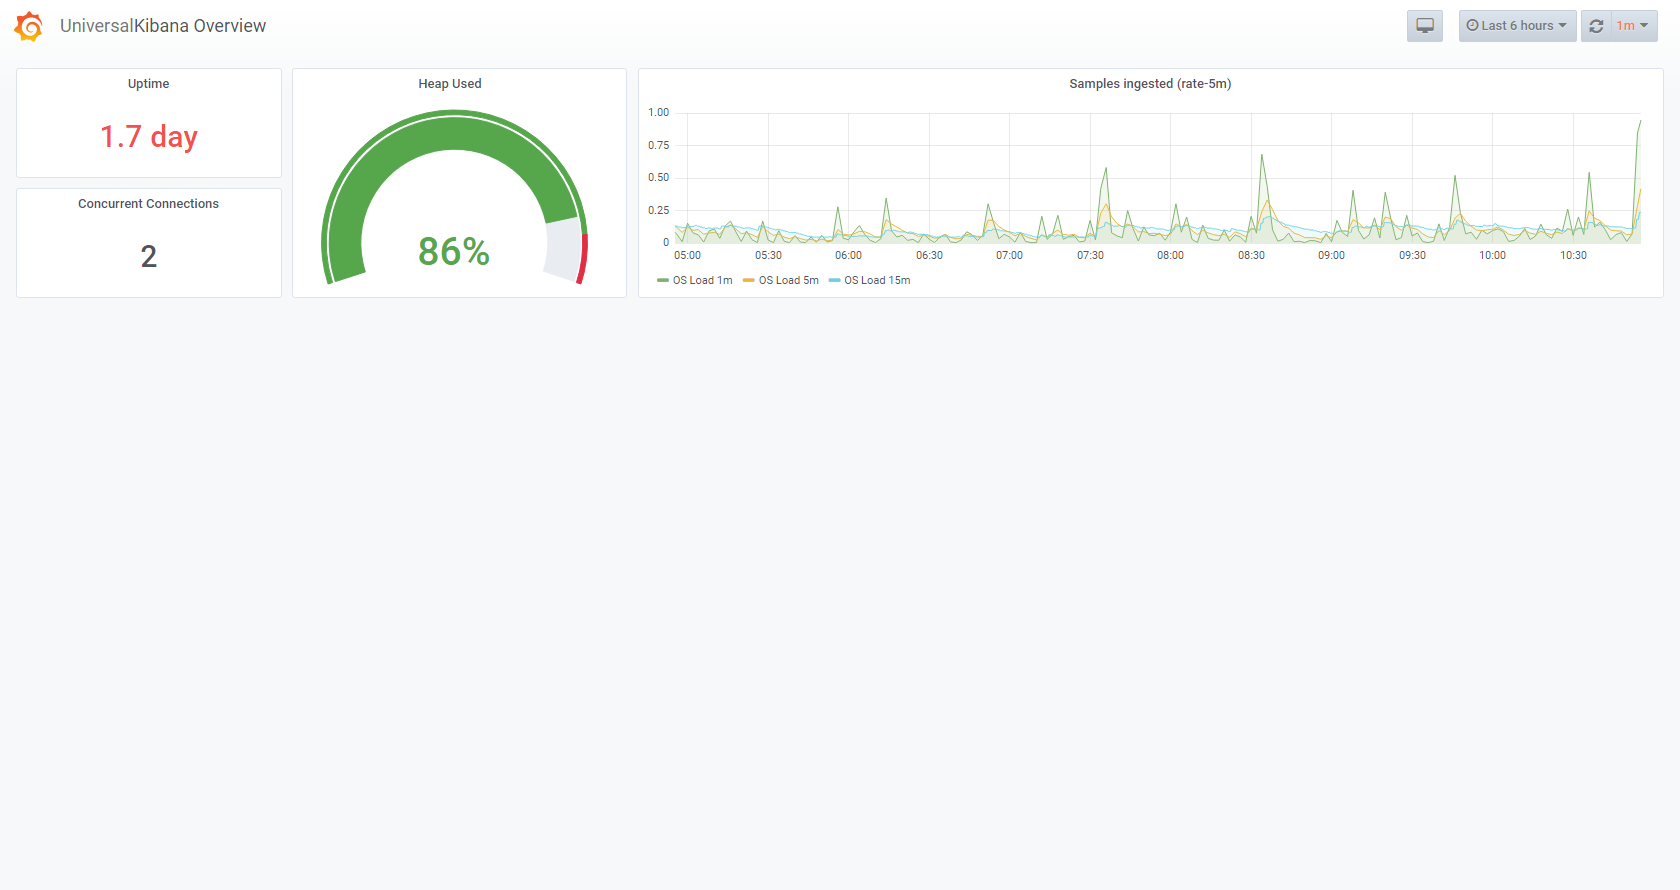 UniversalKibana Overview
Last 6 hours
1m
Uptime
1.7 day
Concurrent Connections
2
Heap Used
86%
Samples ingested (rate-5m)
1.00
0.75
0.50
0.25
0
05:00 05:30 06:00 06:30 07:00 07:30 08:00 08:30 09:00 09:30 10:00 10:30
OS Load 1m OS Load 5m OS Load 15m